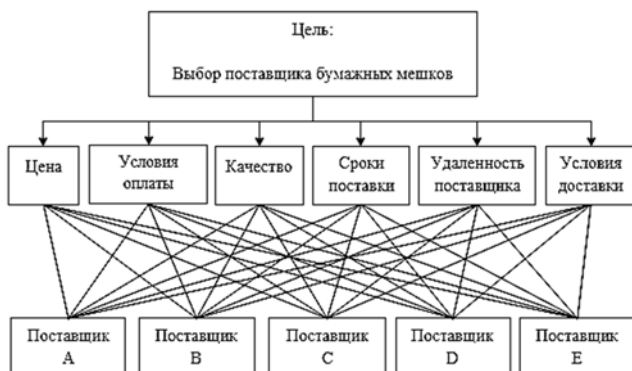 Цель:
Выбор поставщика бумажных мешков
Цена
Условия
оплаты
Качество
Сроки
поставки
Удаленность
поставщика
Условия
доставки
Поставщик
A
Поставщик
B
Поставщик
C
Поставщик
D
Поставщик
E